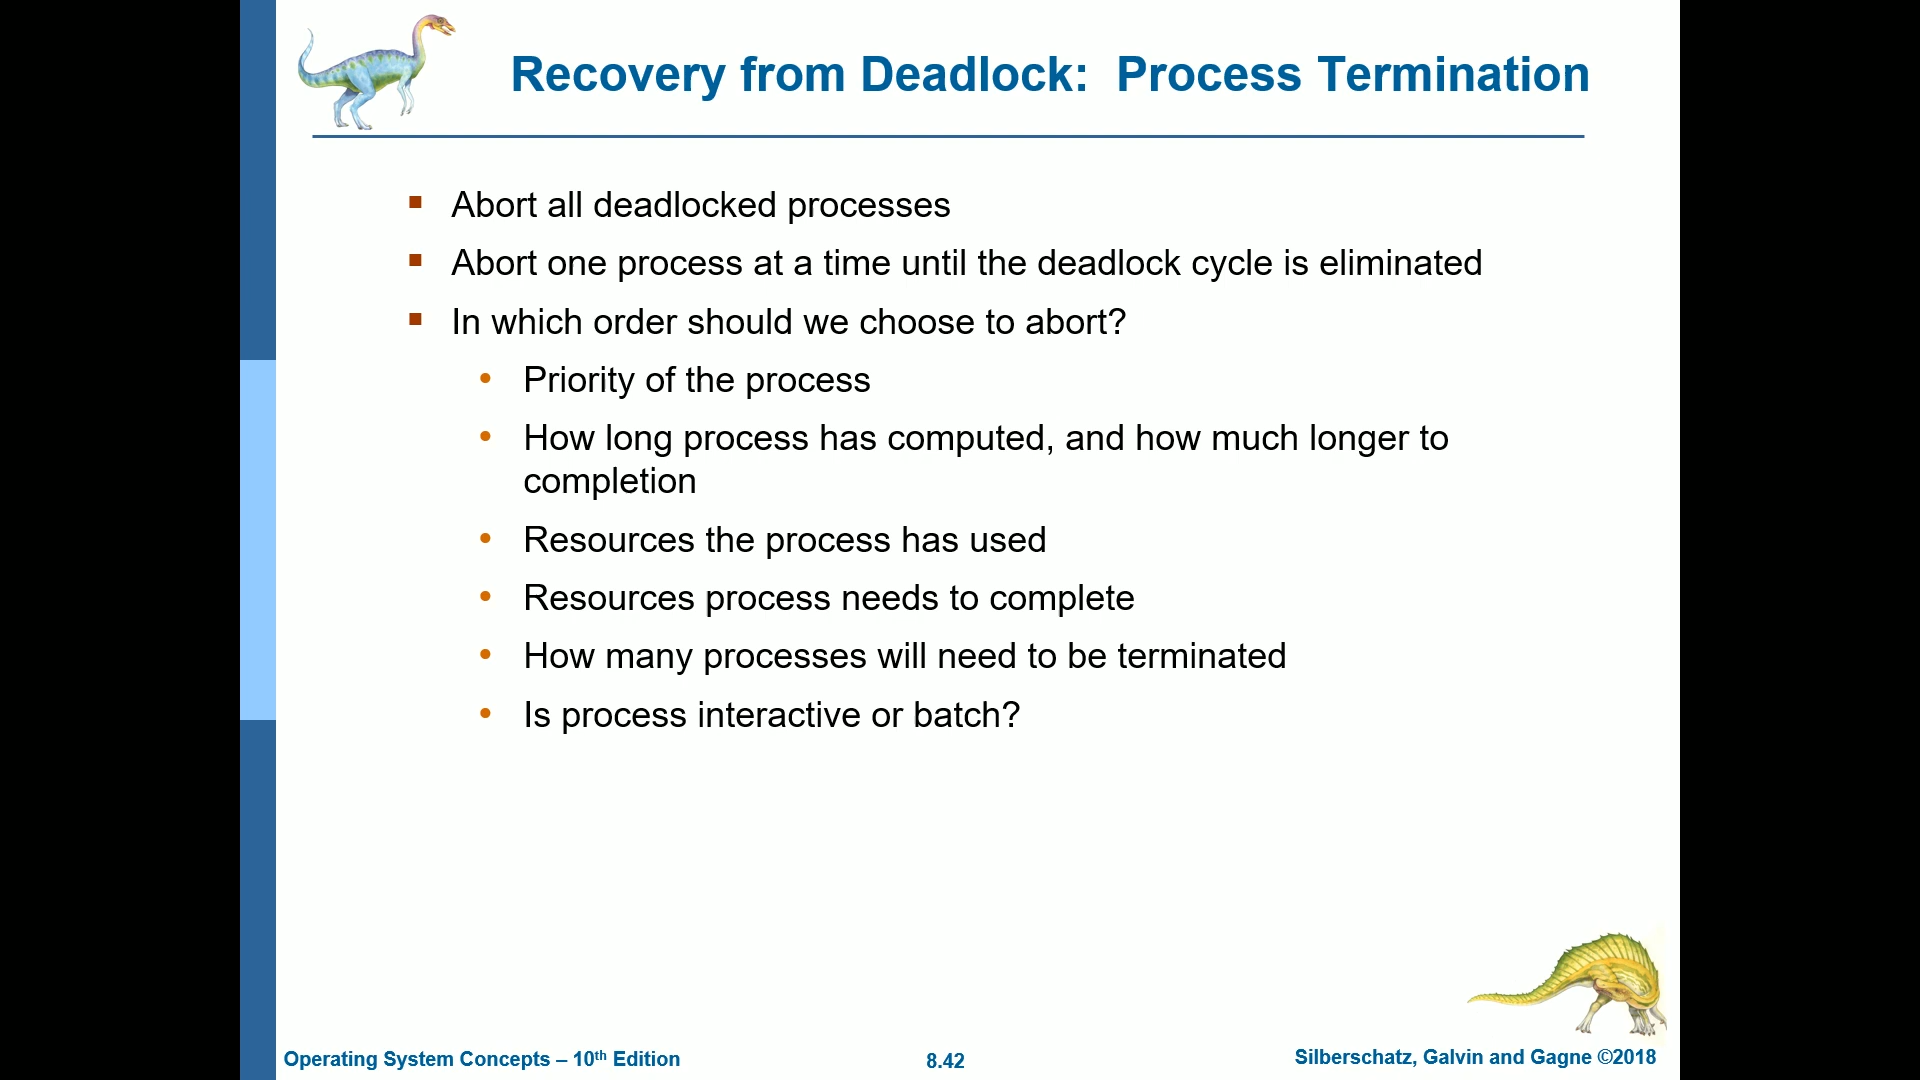 Recovery from Deadlock: Process Termination
▪ Abort all deadlocked processes
▪ Abort one process at a time until the deadlock cycle is eliminated
▪ In which order should we choose to abort?
• Priority of the process
• How long process has computed, and how much longer to
completion
• Resources the process has used
• Resources process needs to complete
• How many processes will need to be terminated
• Is process interactive or batch?
Operating System Concepts – 10th Edition
8.42
Silberschatz, Galvin and Gagne ©2018